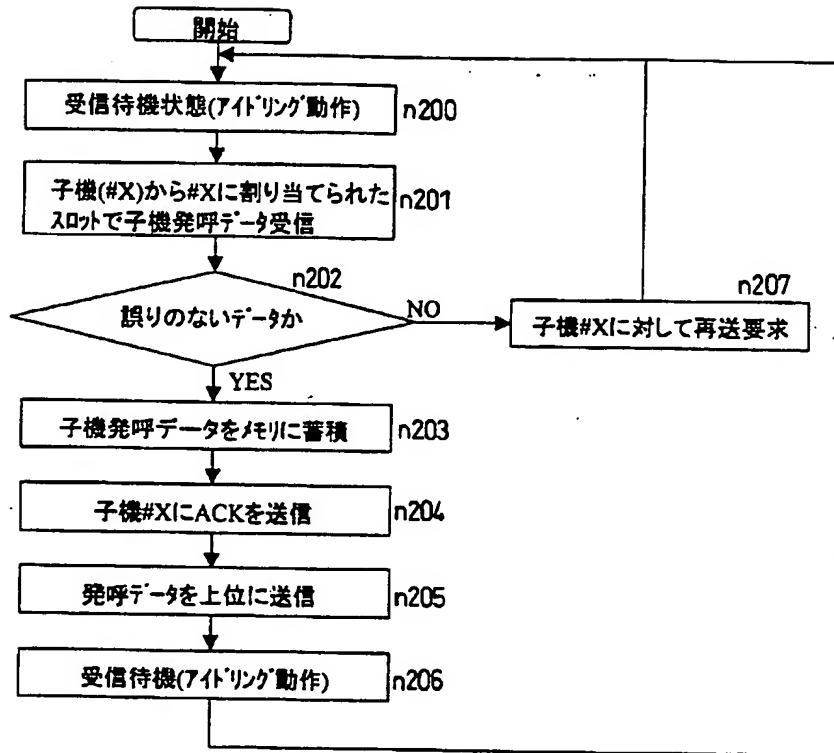 開始
受信待機状態(アイドリング動作)
n200
子機(#X)から#Xに割り当てられた
スロットで子機発呼データ受信
n201
n202
誤りのないデータか
NO
n207
子機#Xに対して再送要求
YES
子機発呼データをメモリに蓄積
n203
子機#XにACKを送信
n204
発呼データを上位に送信
n205
受信待機(アイドリング動作)
n206